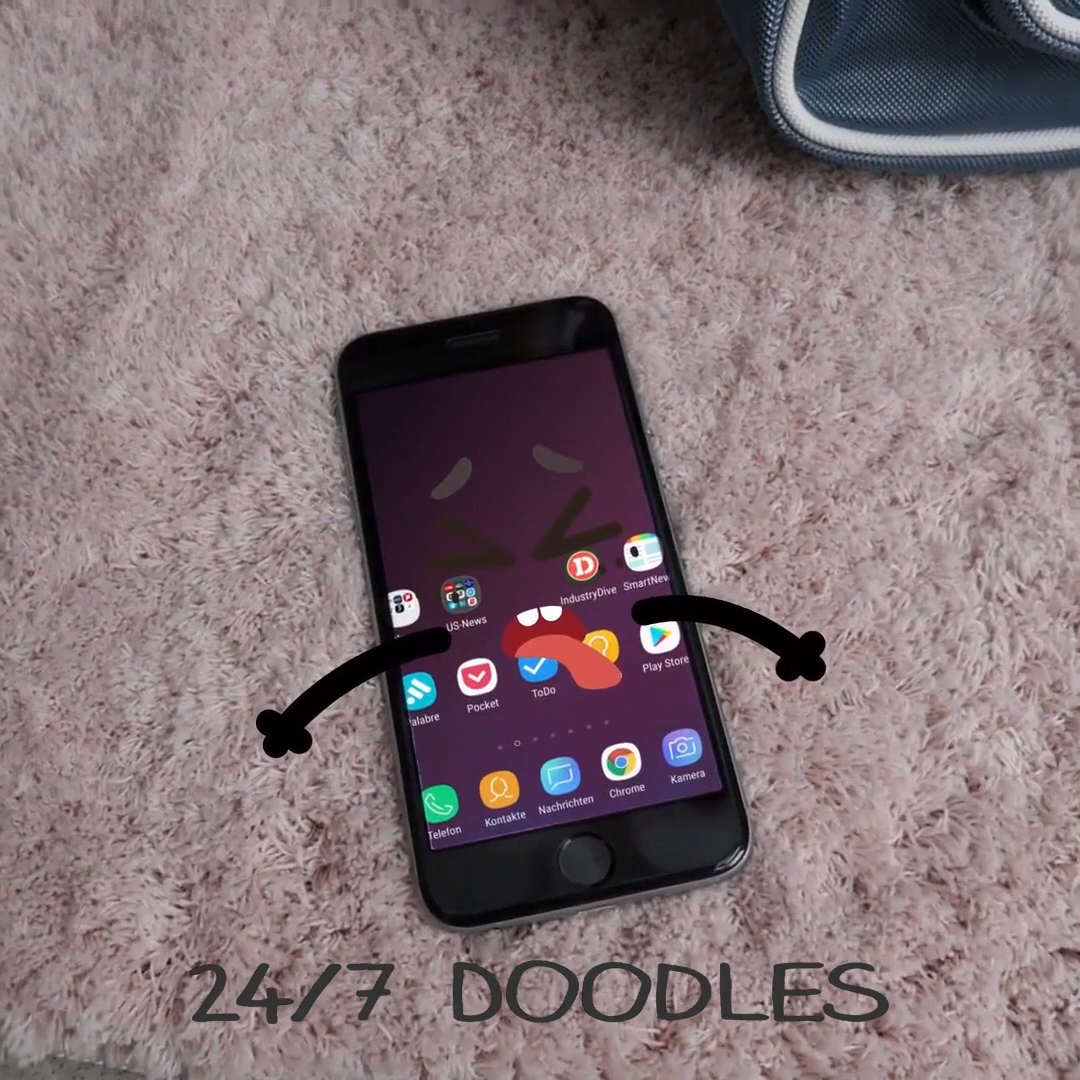 IndustryDive
SmartNew
US-News
Play Store
Pocket
ToDo
alabre
Kamera
Chrome
Nachrichten
Kontakte
Telefon
24/7 DOODLES